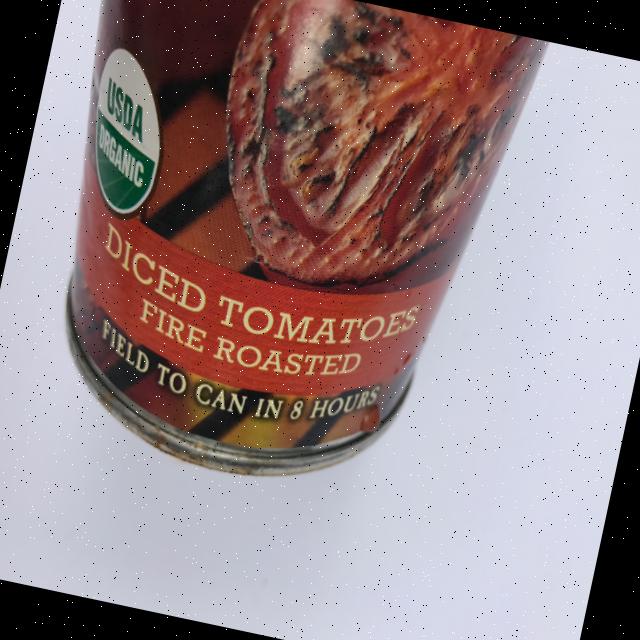 USDA
ORGANIC
DICED TOMATOES
FIRE ROASTED
FIELD TO CAN IN 8 HOURS